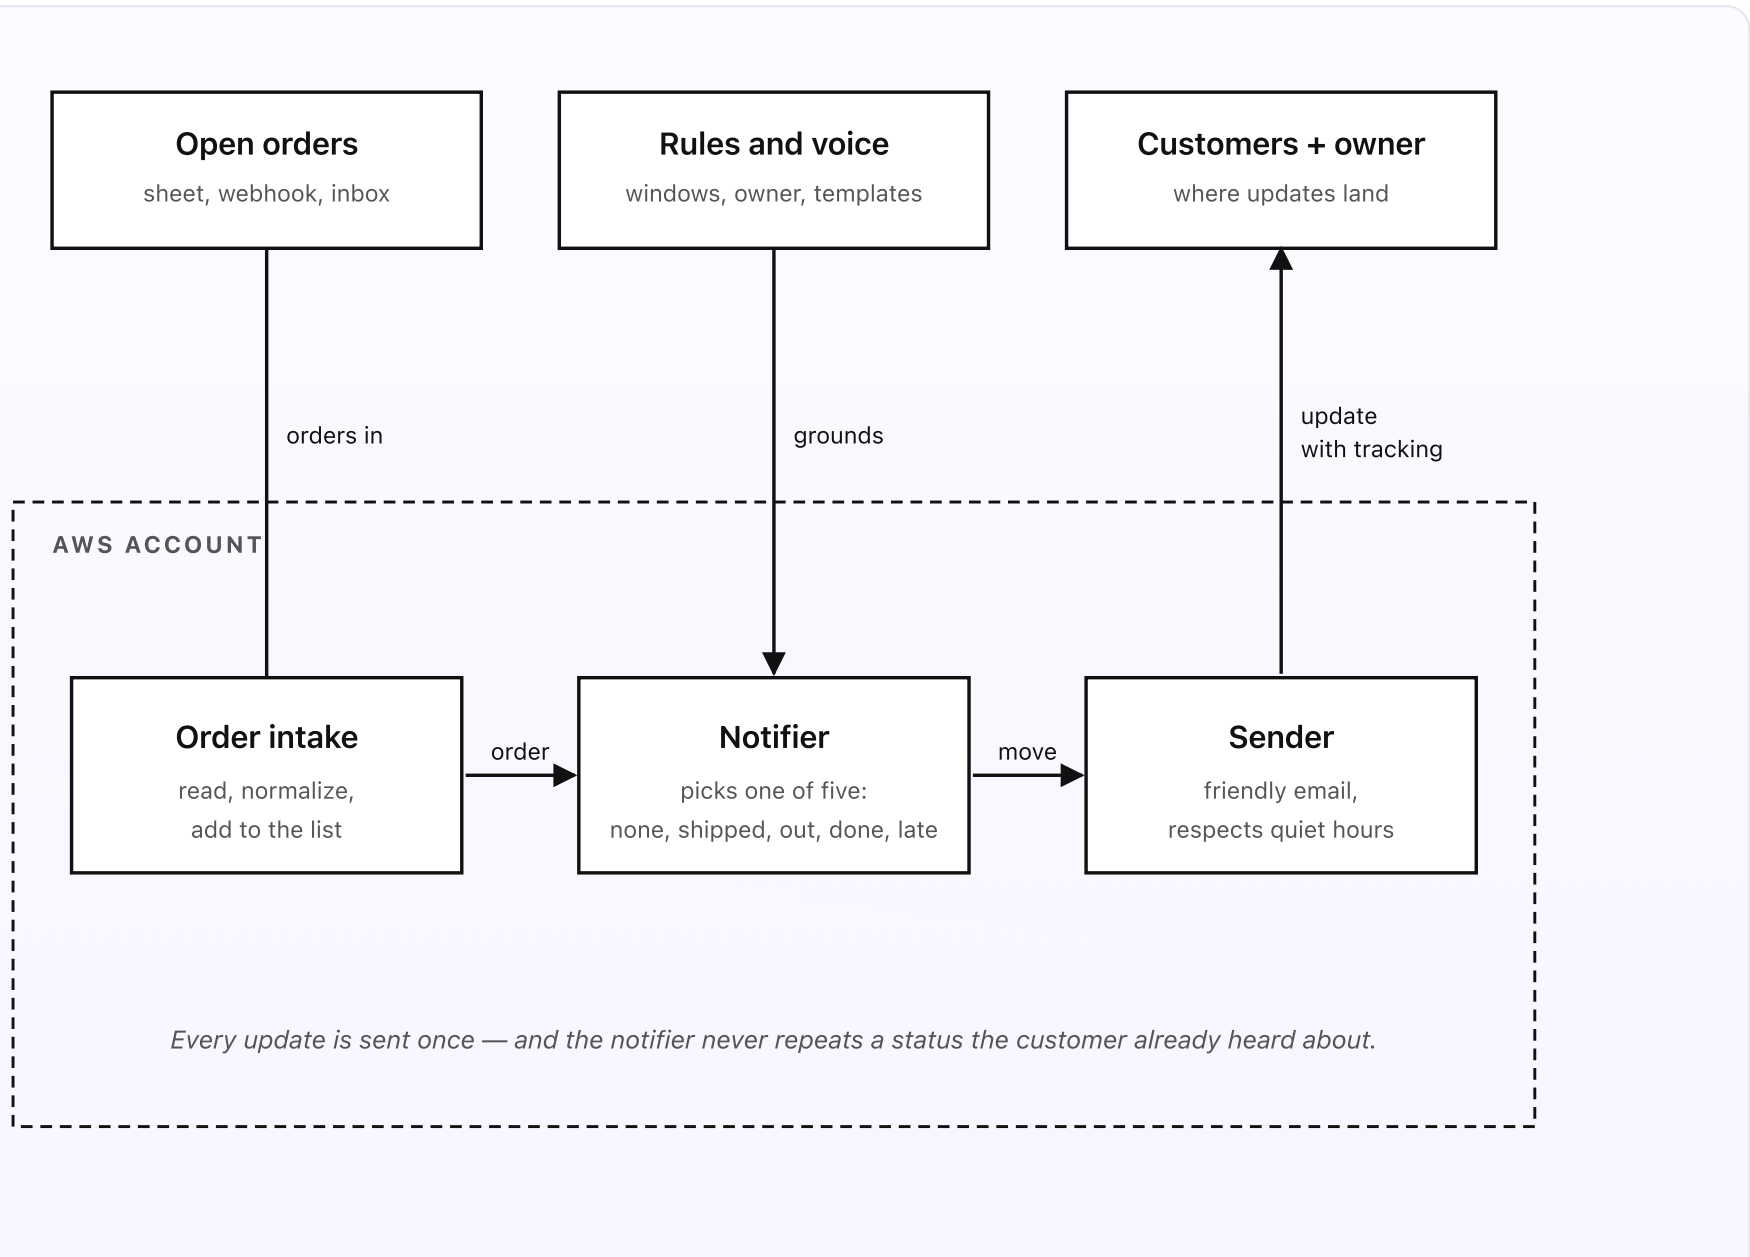 Open orders
sheet, webhook, inbox
Rules and voice
windows, owner, templates
Customers + owner
where updates land
orders in
grounds
update
with tracking
AWS ACCOUNT
Order intake
read, normalize,
add to the list
order
Notifier
picks one of five:
none, shipped, out, done, late
move
Sender
friendly email,
respects quiet hours
Every update is sent once — and the notifier never repeats a status the customer already heard about.